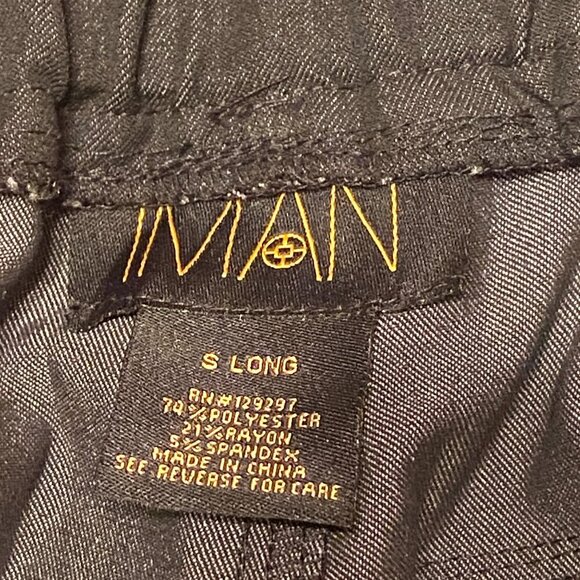 IMAN
S LONG
RN#129297
74%POLYESTER
21%RAYON
5%SPANDEX
MADE IN CHINA
SEE REVERSE FOR CARE